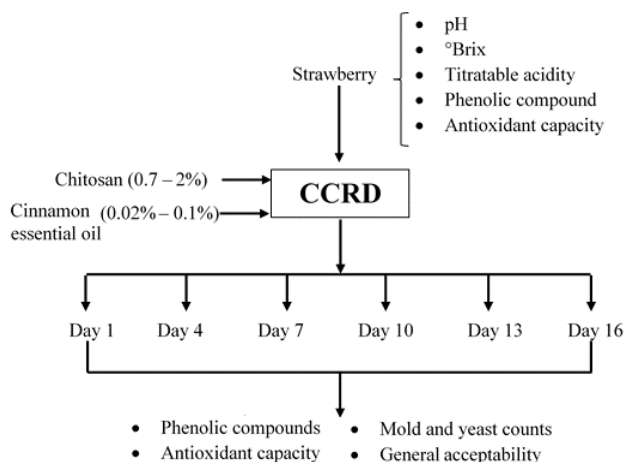 • pH
• °Brix
Strawberry
• Titratable acidity
• Phenolic compound
• Antioxidant capacity
Chitosan (0.7 – 2%)
CCRD
Cinnamon (0.02% – 0.1%)
essential oil
Day 1 Day 4 Day 7 Day 10 Day 13 Day 16
• Phenolic compounds • Mold and yeast counts
• Antioxidant capacity • General acceptability